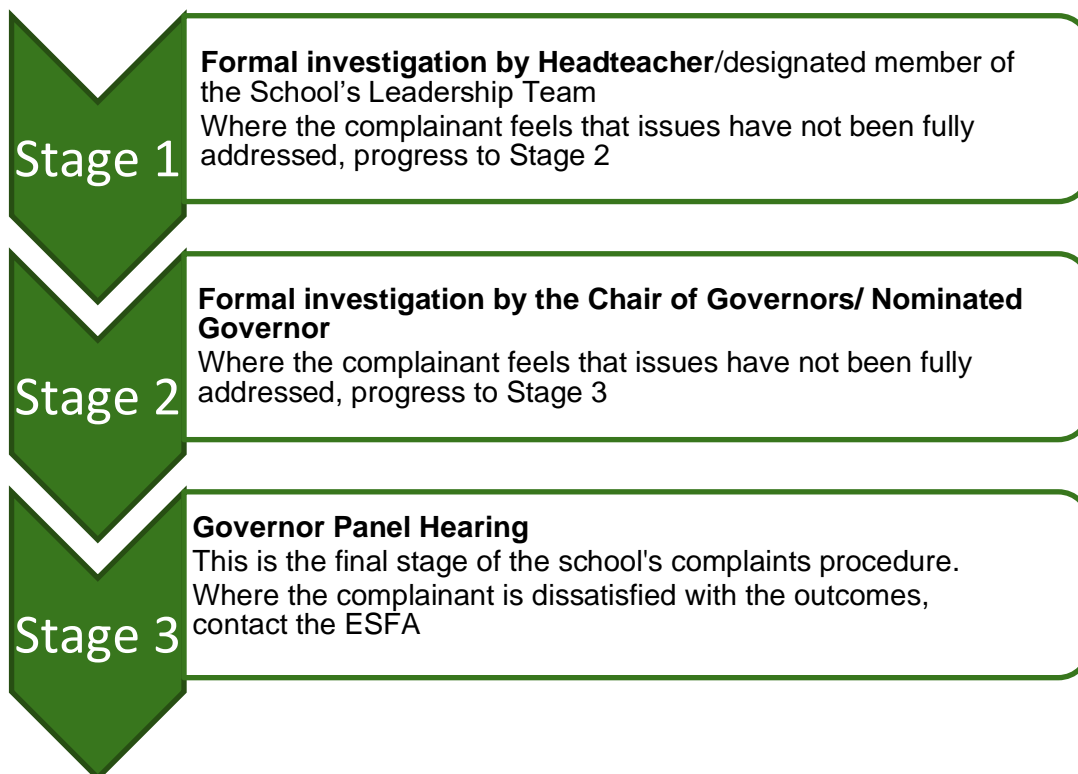 Stage 1
Formal investigation by Headteacher/designated member of
the School’s Leadership Team
Where the complainant feels that issues have not been fully
addressed, progress to Stage 2
Stage 2
Formal investigation by the Chair of Governors/ Nominated
Governor
Where the complainant feels that issues have not been fully
addressed, progress to Stage 3
Stage 3
Governor Panel Hearing
This is the final stage of the school's complaints procedure.
Where the complainant is dissatisfied with the outcomes,
contact the ESFA